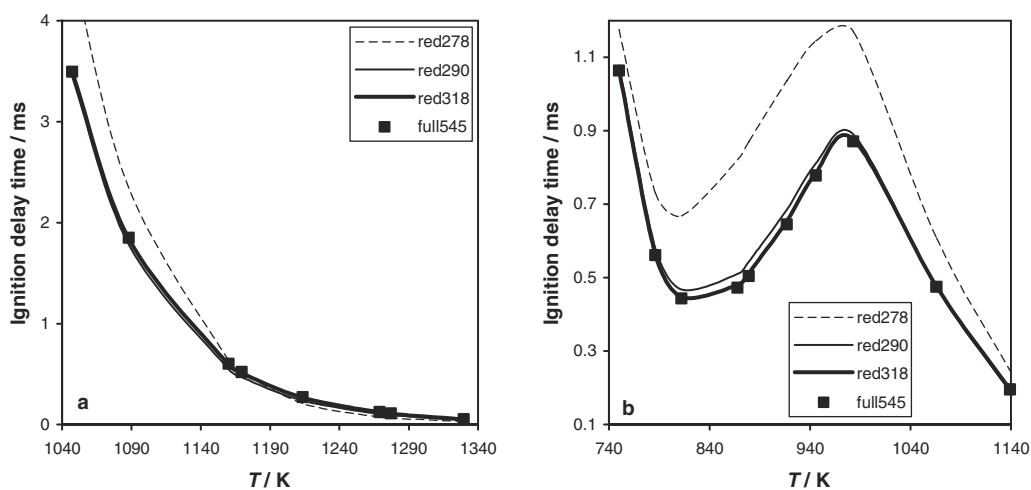 4
3
2
1
0
Ignition delay time / ms
red278
red290
red318
full545
a
1040
1090
1140
1190
1240
1290
1340
T / K
1.1
0.9
0.7
0.5
0.3
0.1
Ignition delay time / ms
red278
red290
red318
full545
b
740
840
940
1040
1140
T / K